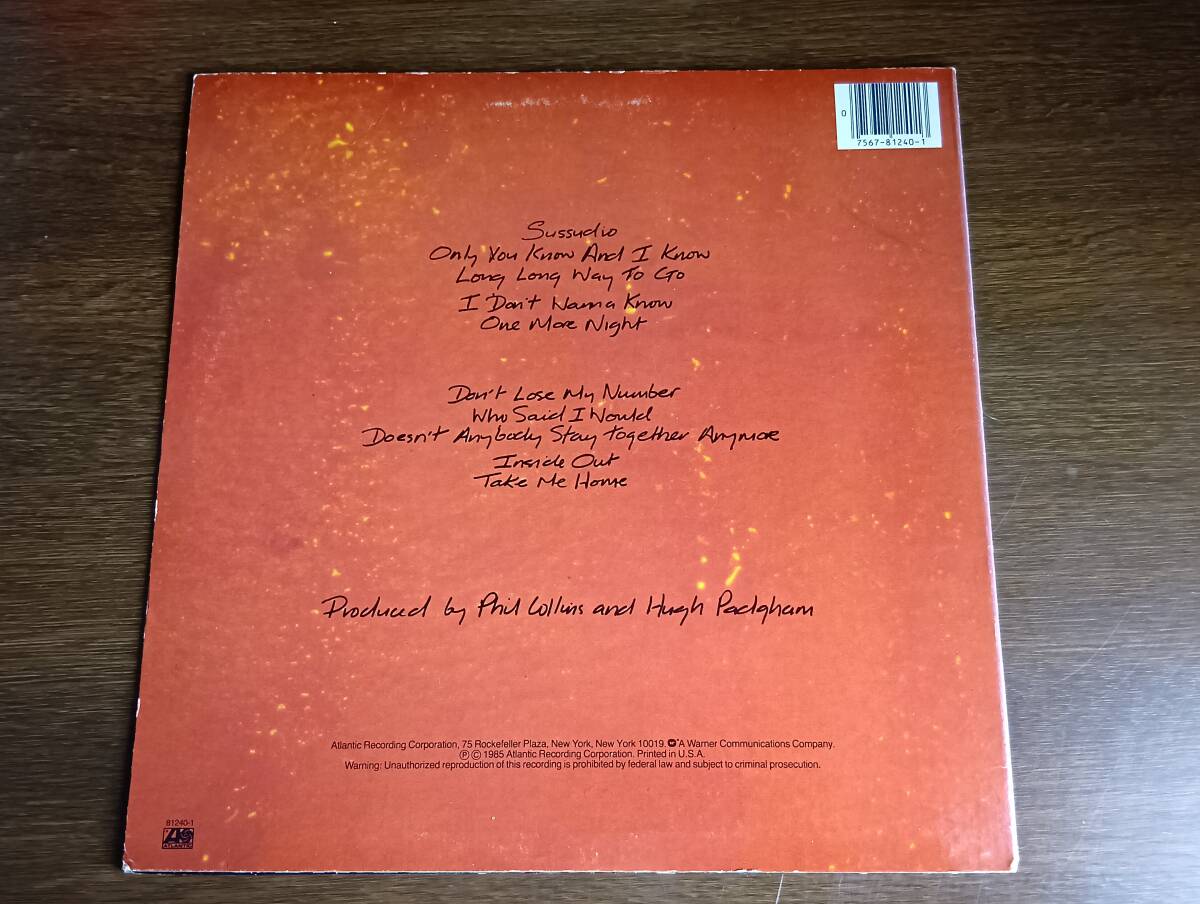 0
7567-81240-1
Sussudio
Only You Know And I Know
Long Long Way To Go
I Don't Wanna Know
One More Night
Don't Lose My Number
Who Said I Would
Doesn't Anybody Stay together Anymore
Inside Out
Take Me Home
Produced by Phil Collins and Hugh Padgham
Atlantic Recording Corporation, 75 Rockefeller Plaza, New York, New York 10019. A Warner Communications Company.
Ⓟ © 1985 Atlantic Recording Corporation. Printed in U.S.A.
Warning: Unauthorized reproduction of this recording is prohibited by federal law and subject to criminal prosecution.
81240-1
ATLANTIC